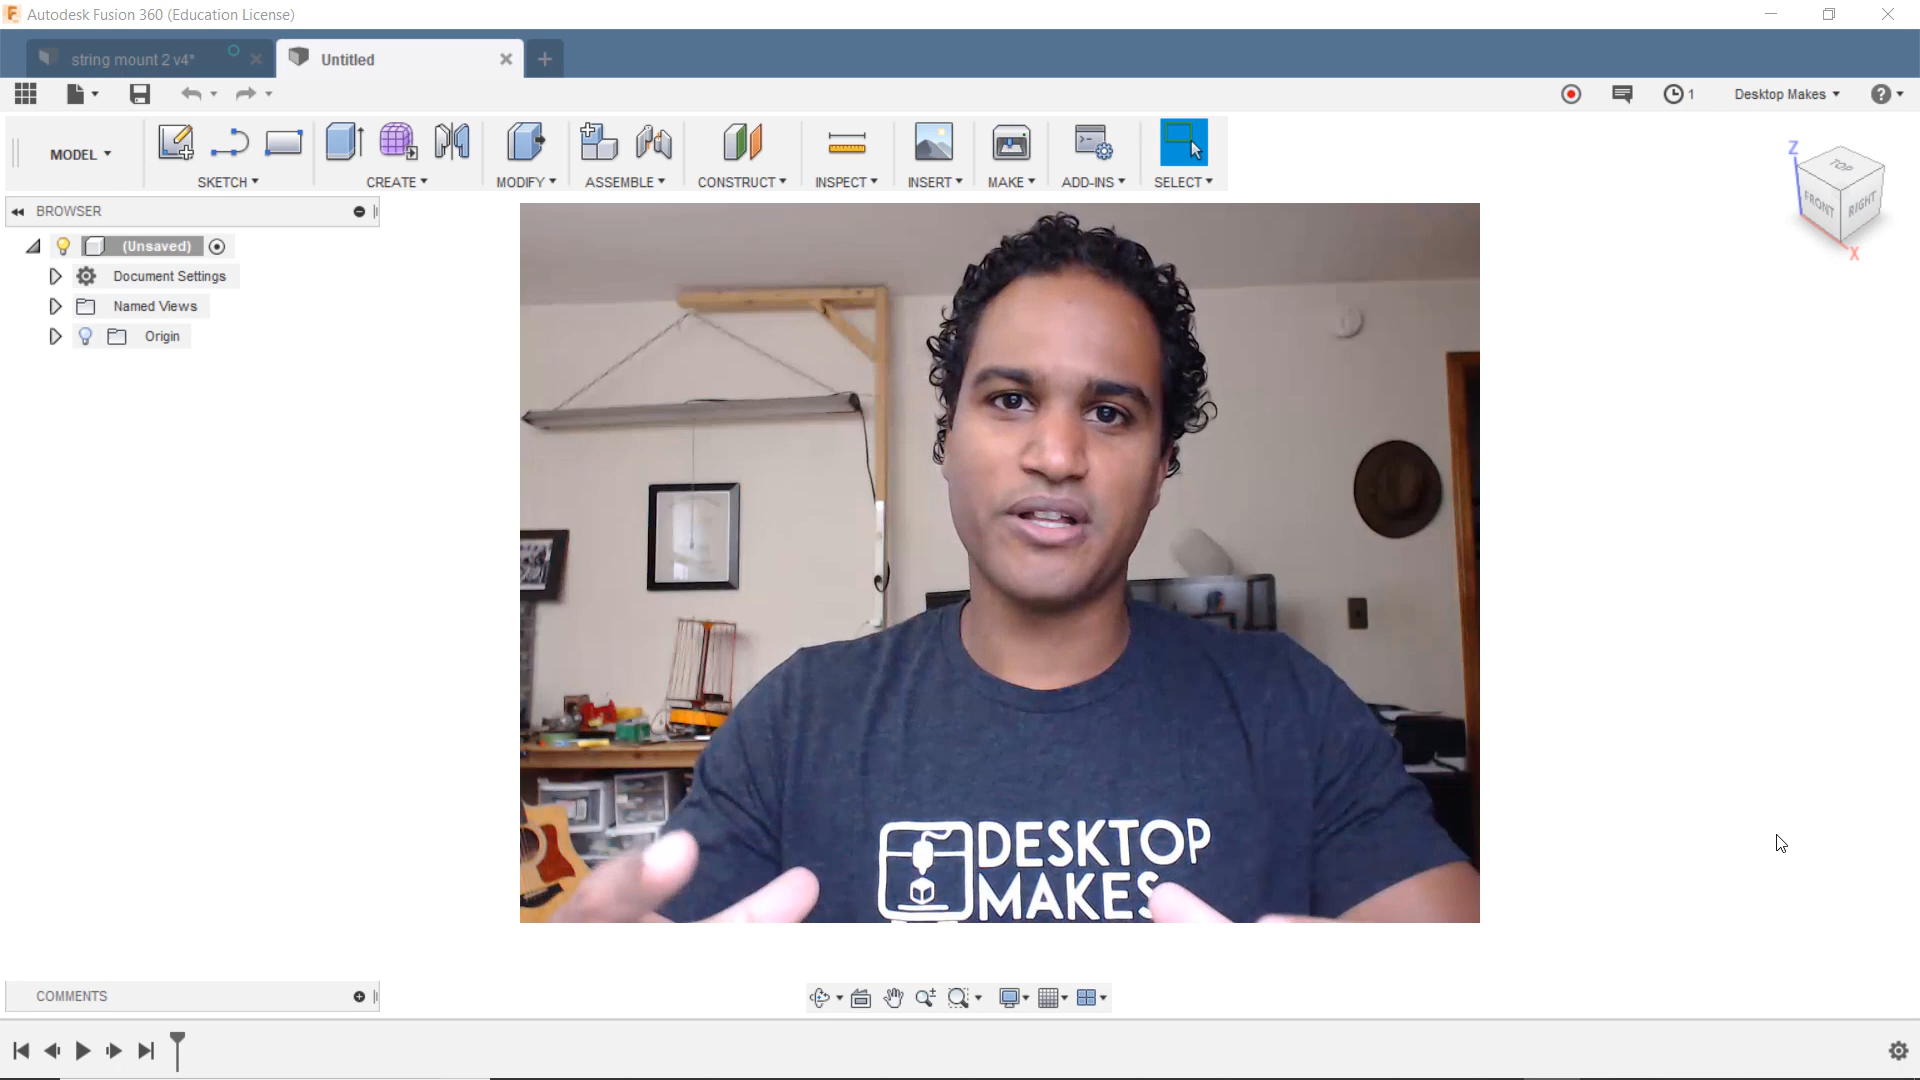 Autodesk Fusion 360 (Education License)
string mount 2 v4*
Untitled
1
Desktop Makes
MODEL
SKETCH
CREATE
MODIFY
ASSEMBLE
CONSTRUCT
INSPECT
INSERT
MAKE
ADD-INS
SELECT
Z
TOP
FRONT
RIGHT
X
BROWSER
(Unsaved)
Document Settings
Named Views
Origin
DESKTOP
MAKES
COMMENTS